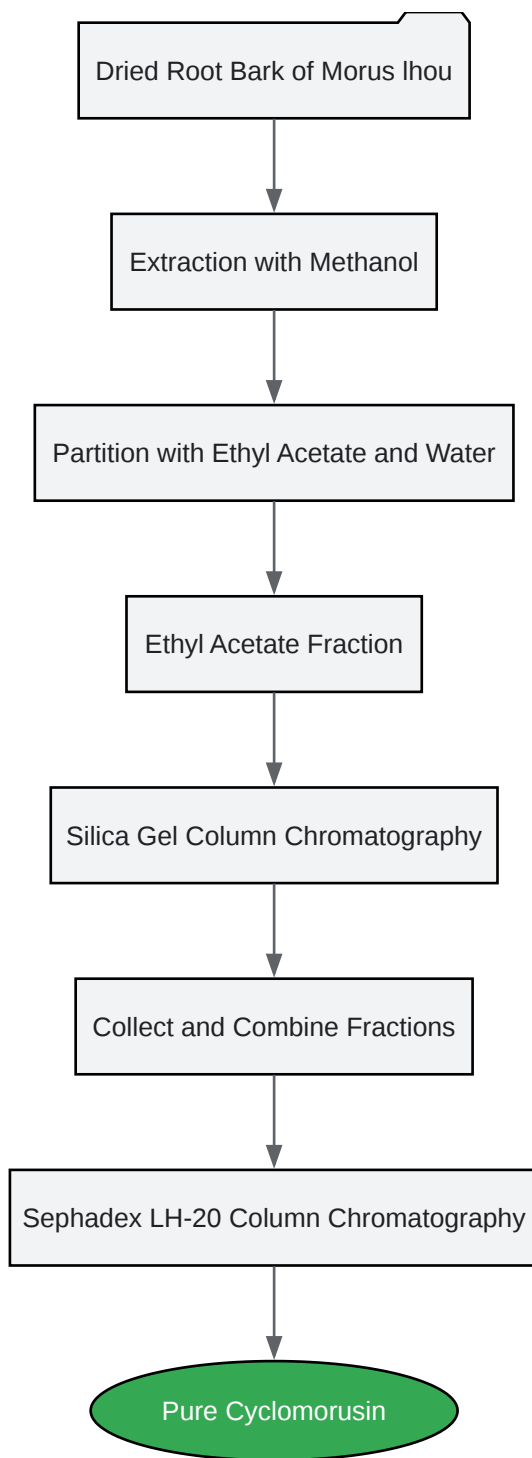 Dried Root Bark of Morus lhou
Extraction with Methanol
Partition with Ethyl Acetate and Water
Ethyl Acetate Fraction
Silica Gel Column Chromatography
Collect and Combine Fractions
Sephadex LH-20 Column Chromatography
Pure Cyclomorusin